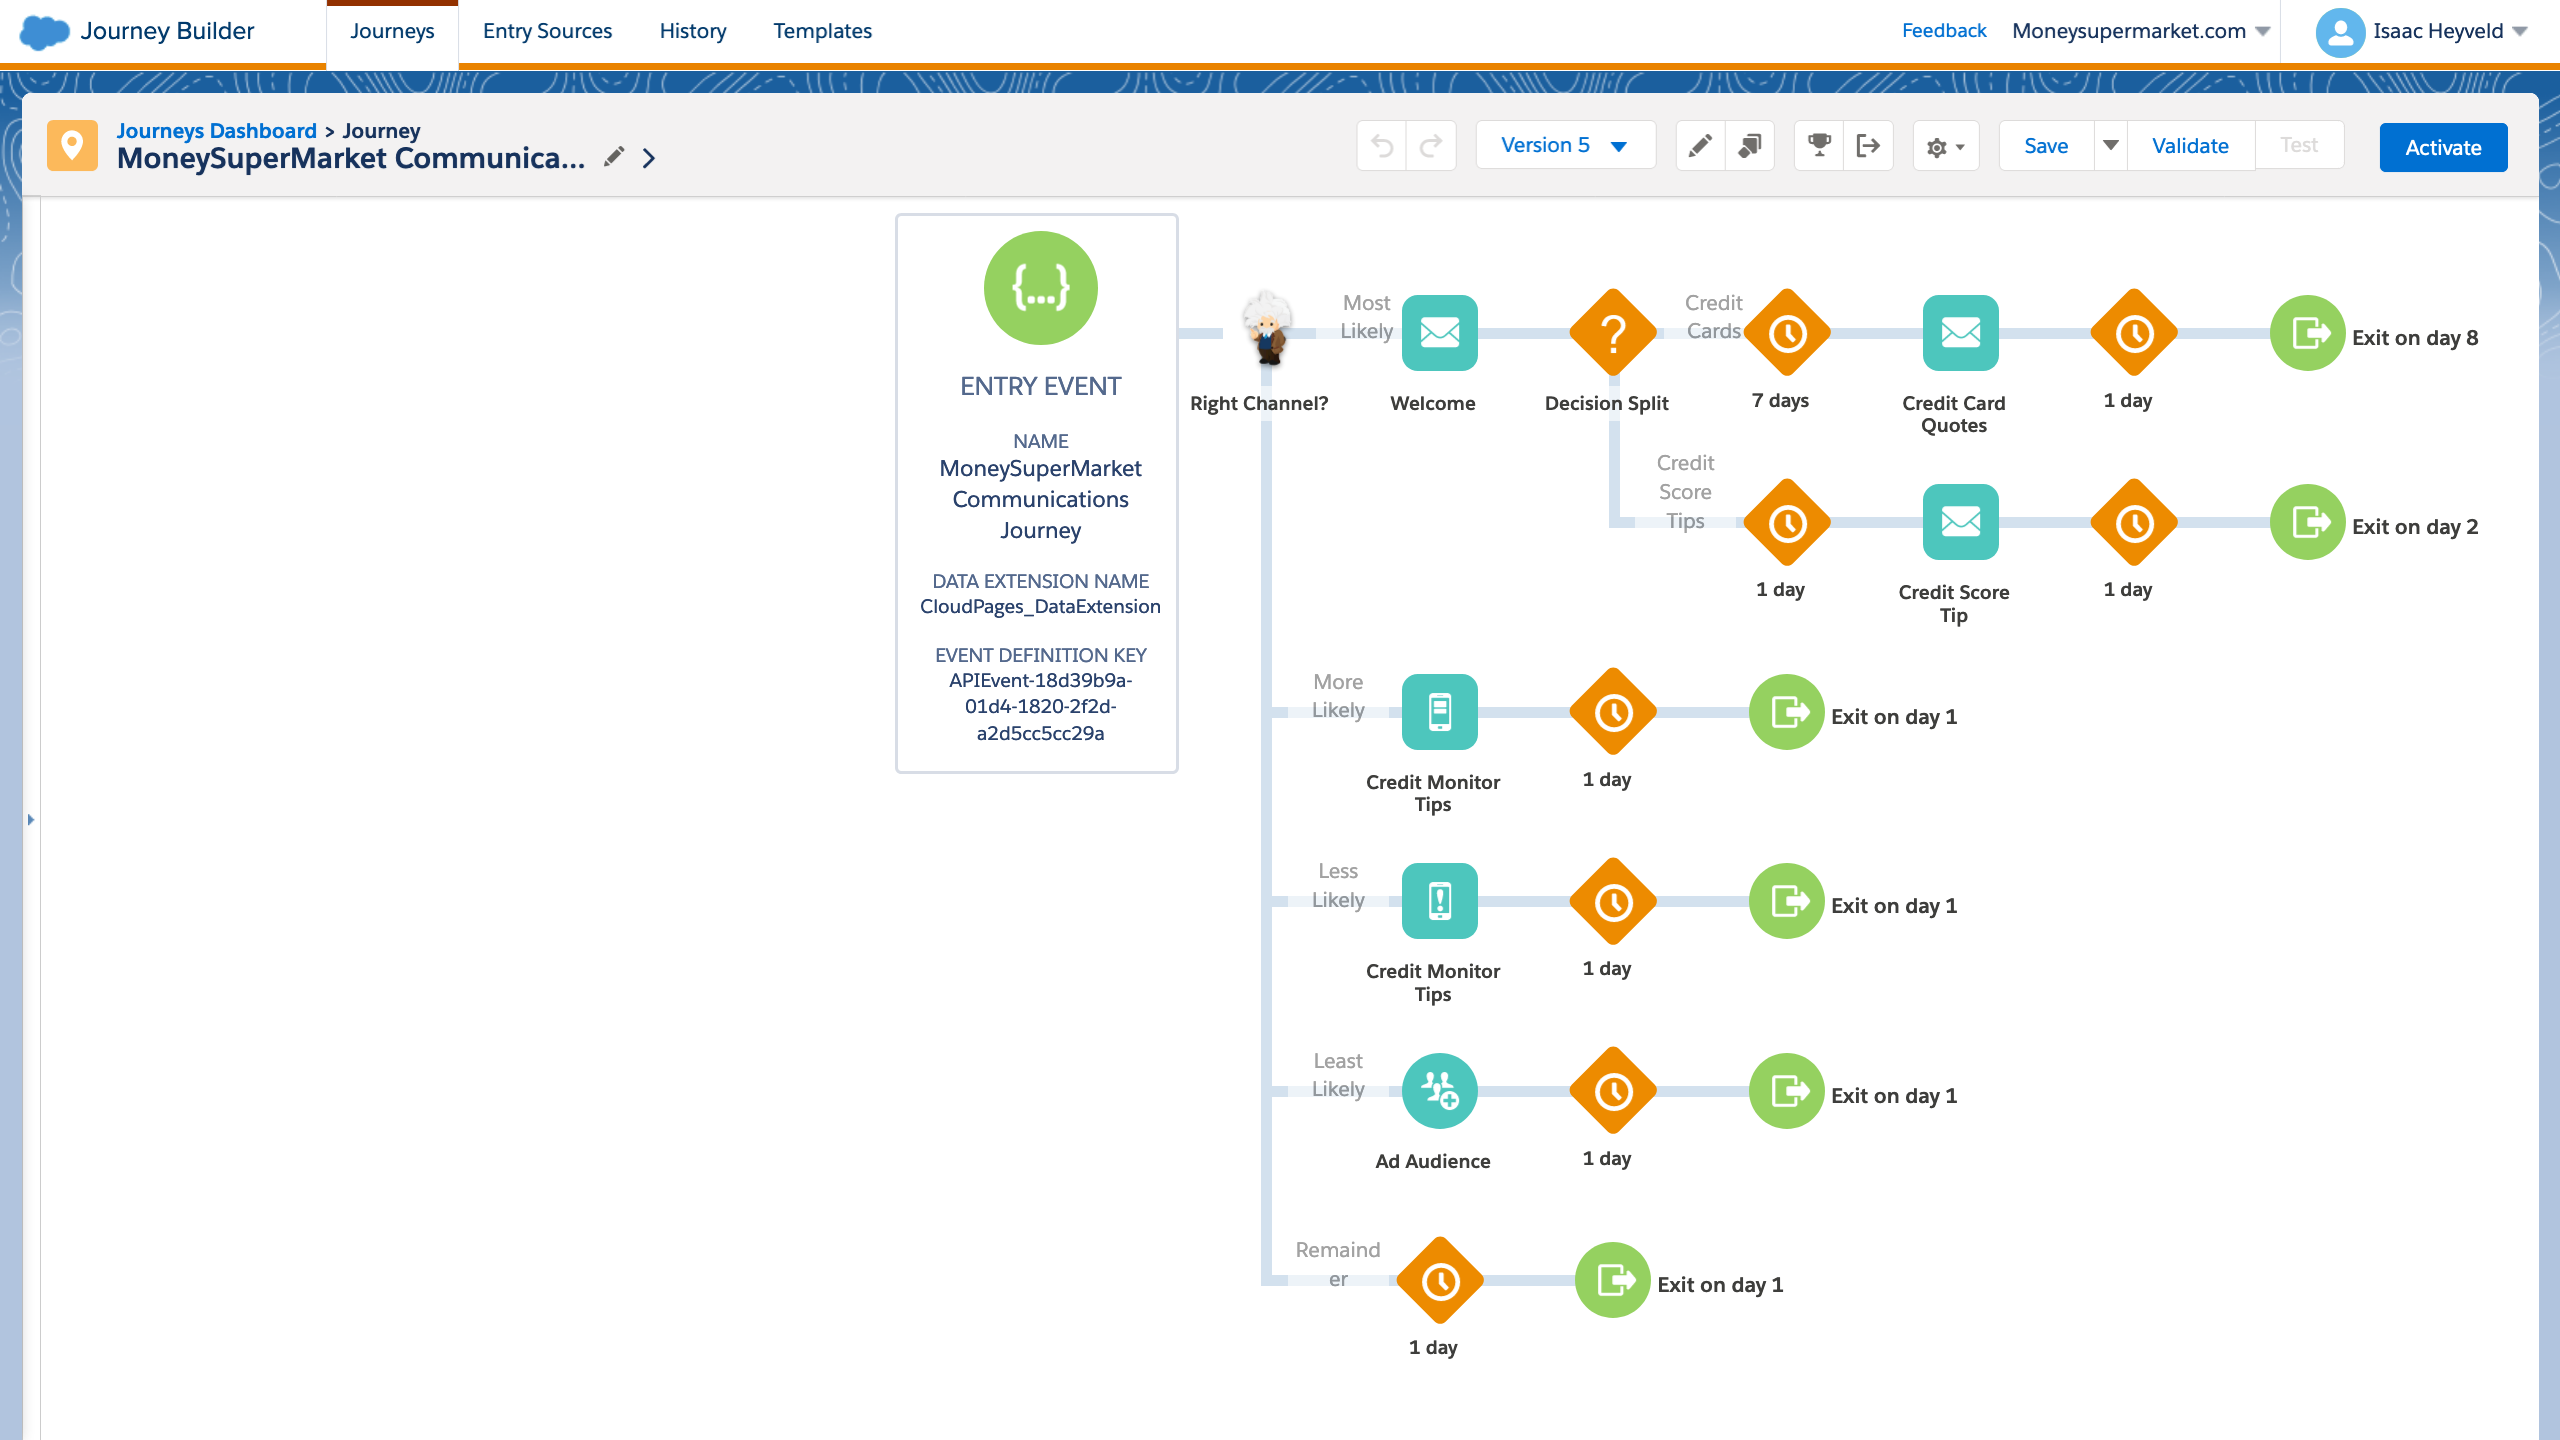 Journey Builder
Journeys
Entry Sources
History
Templates
Feedback
Moneysupermarket.com
Isaac Heyveld
Journeys Dashboard > Journey
MoneySuperMarket Communica...
Version 5
Save
Validate
Test
Activate
{...}
ENTRY EVENT
NAME
MoneySuperMarket
Communications
Journey
DATA EXTENSION NAME
CloudPages_DataExtension
EVENT DEFINITION KEY
APIEvent-18d39b9a-
01d4-1820-2f2d-
a2d5cc5cc29a
Right Channel?
Most
Likely
Welcome
?
Decision Split
Credit
Cards
7 days
Credit Card
Quotes
1 day
Exit on day 8
Credit
Score
Tips
1 day
Credit Score
Tip
1 day
Exit on day 2
More
Likely
Credit Monitor
Tips
1 day
Exit on day 1
Less
Likely
Credit Monitor
Tips
1 day
Exit on day 1
Least
Likely
Ad Audience
1 day
Exit on day 1
Remaind
er
1 day
Exit on day 1